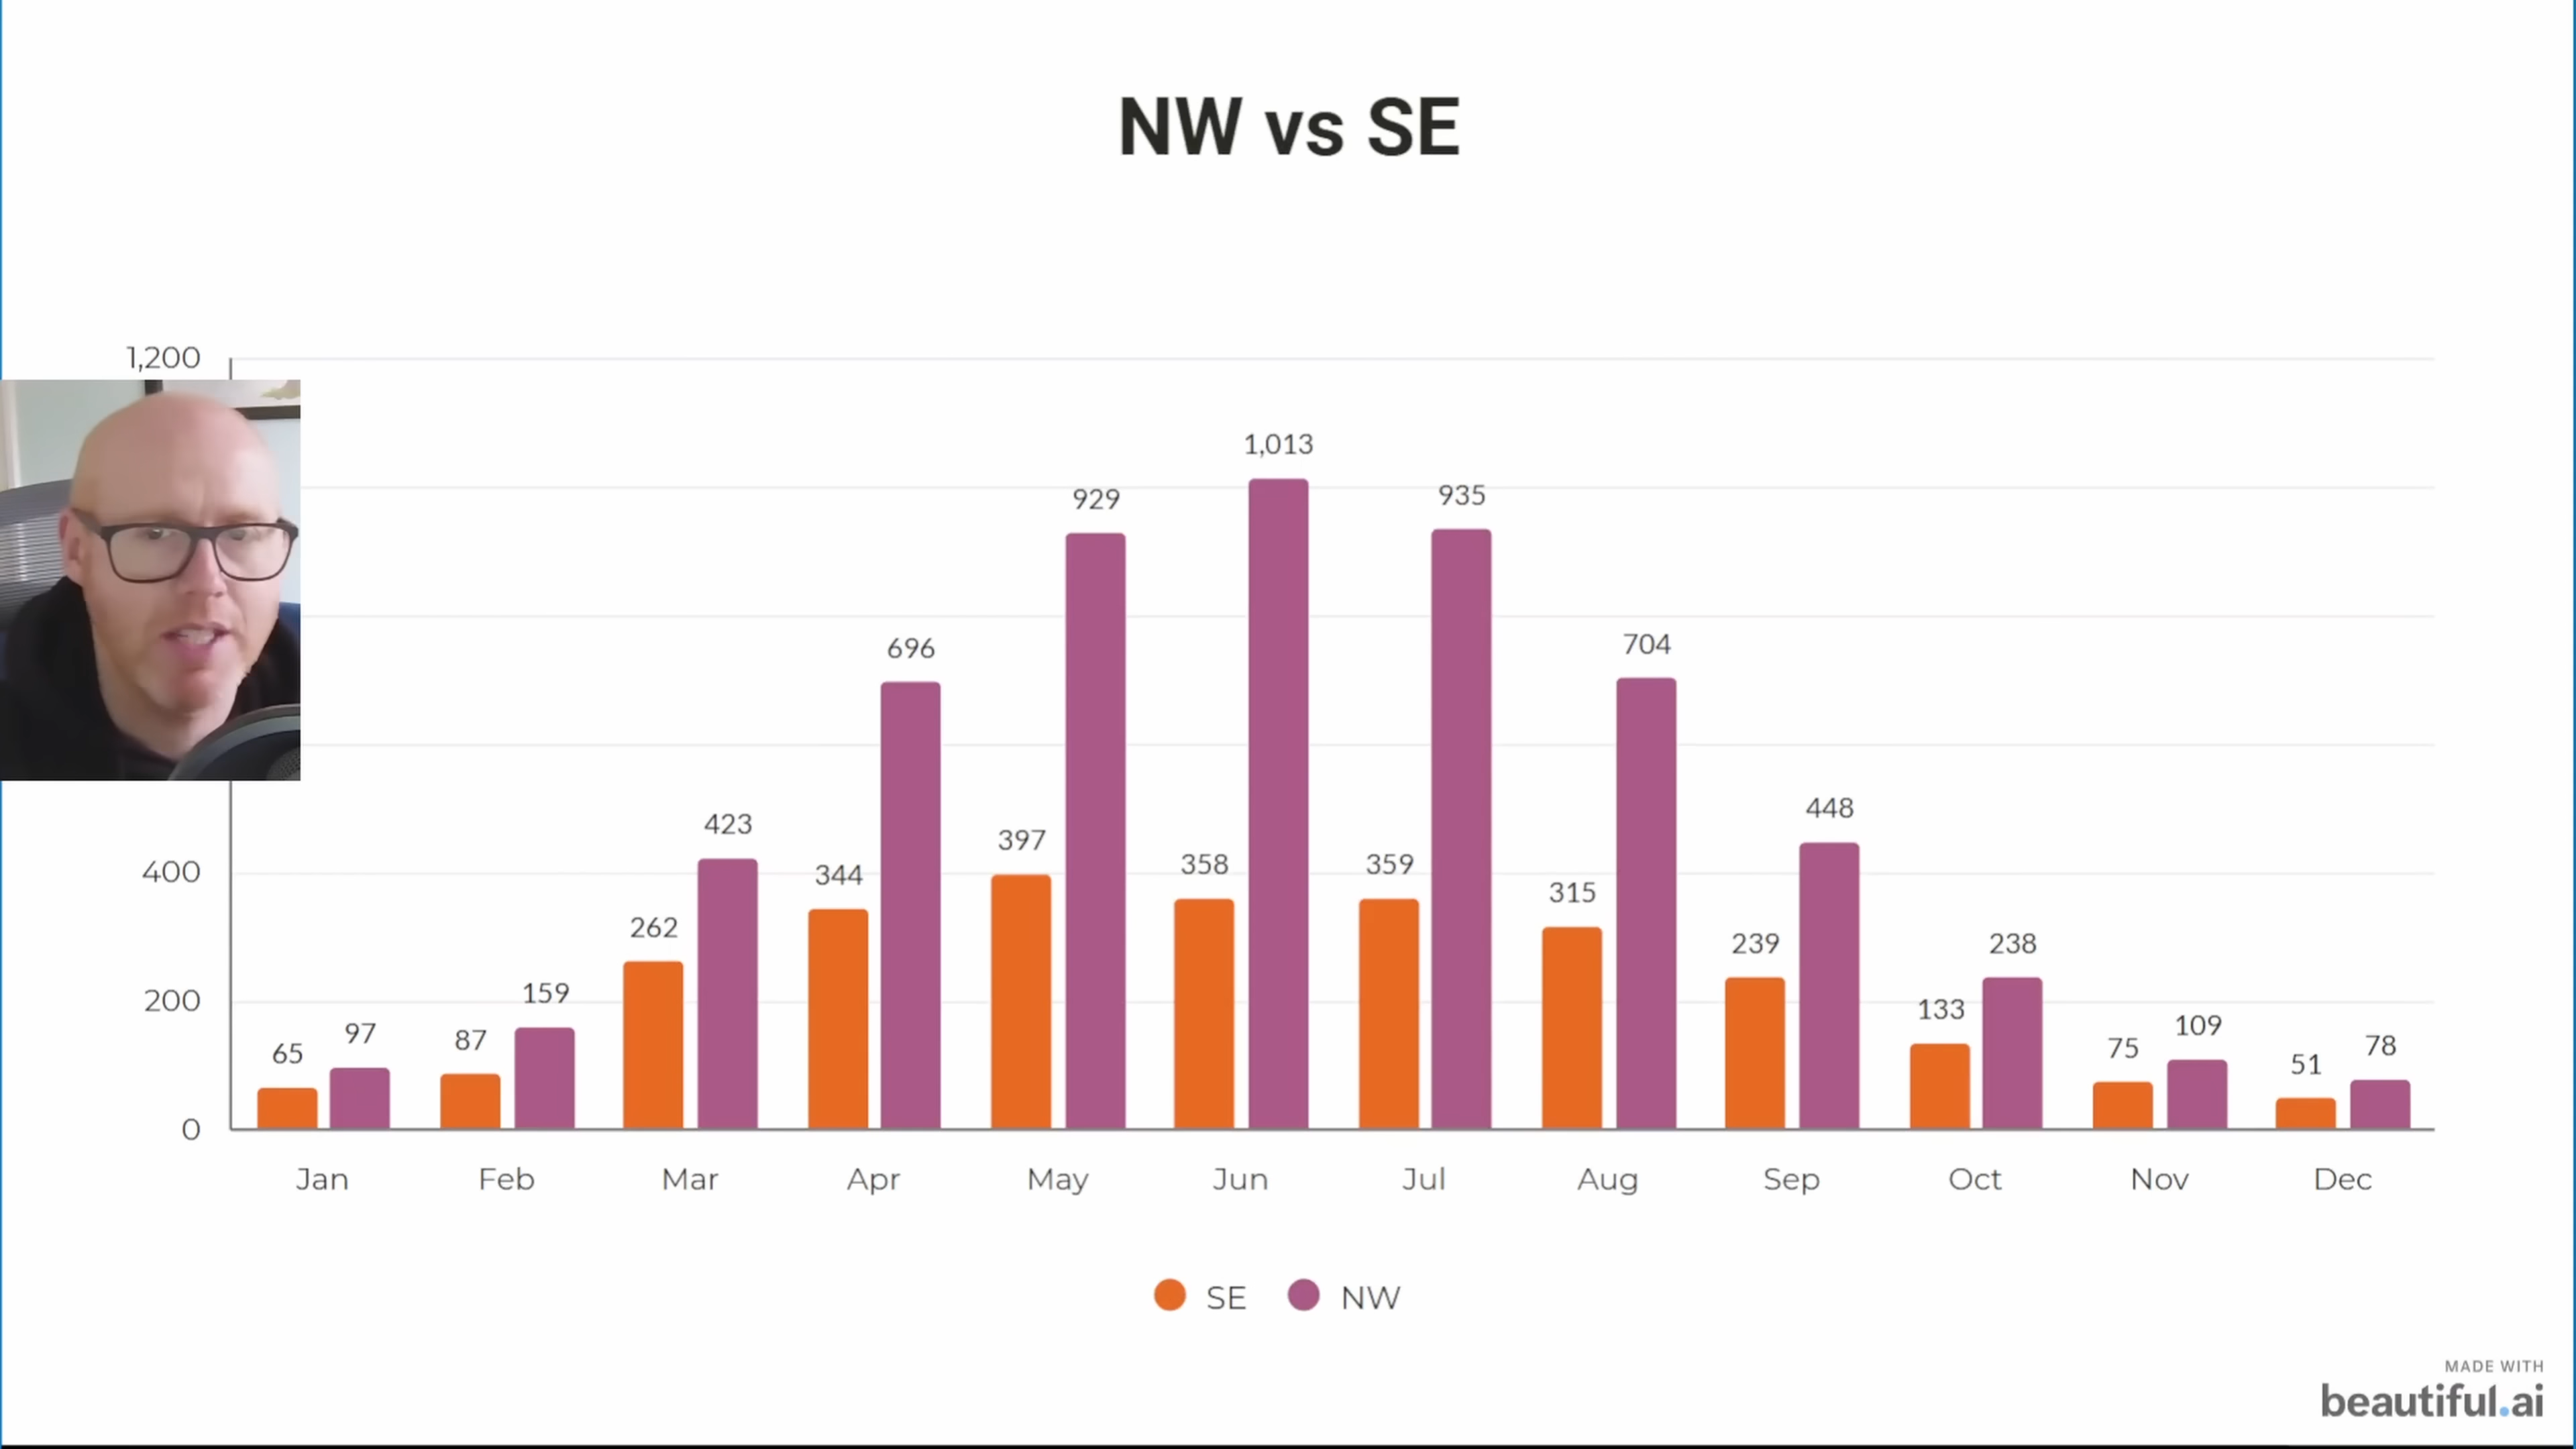 NW vs SE
1,200
400
200
0
65 97 87 159 262 423 344 696 397 929 358 1,013 359 935 315 704 239 448 133 238 75 109 51 78
Jan Feb Mar Apr May Jun Jul Aug Sep Oct Nov Dec
SE NW
MADE WITH
beautiful.ai